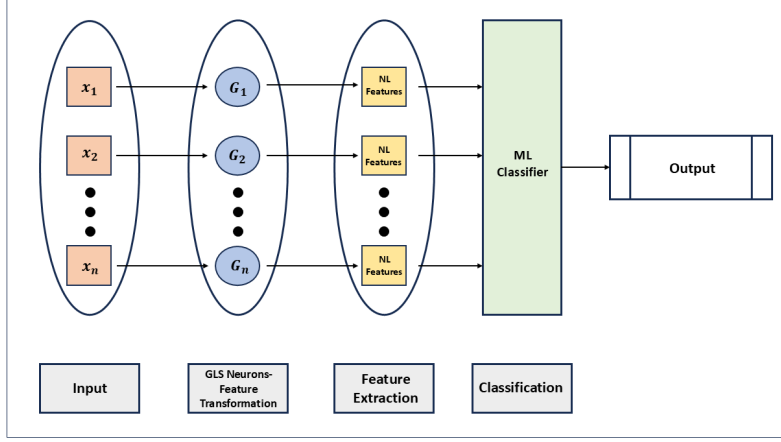 x₁
G₁
NL
Features
x₂
G₂
NL
Features
ML
Classifier
Output
xₙ
Gₙ
NL
Features
Input
GLS Neurons-
Feature
Transformation
Feature
Extraction
Classification